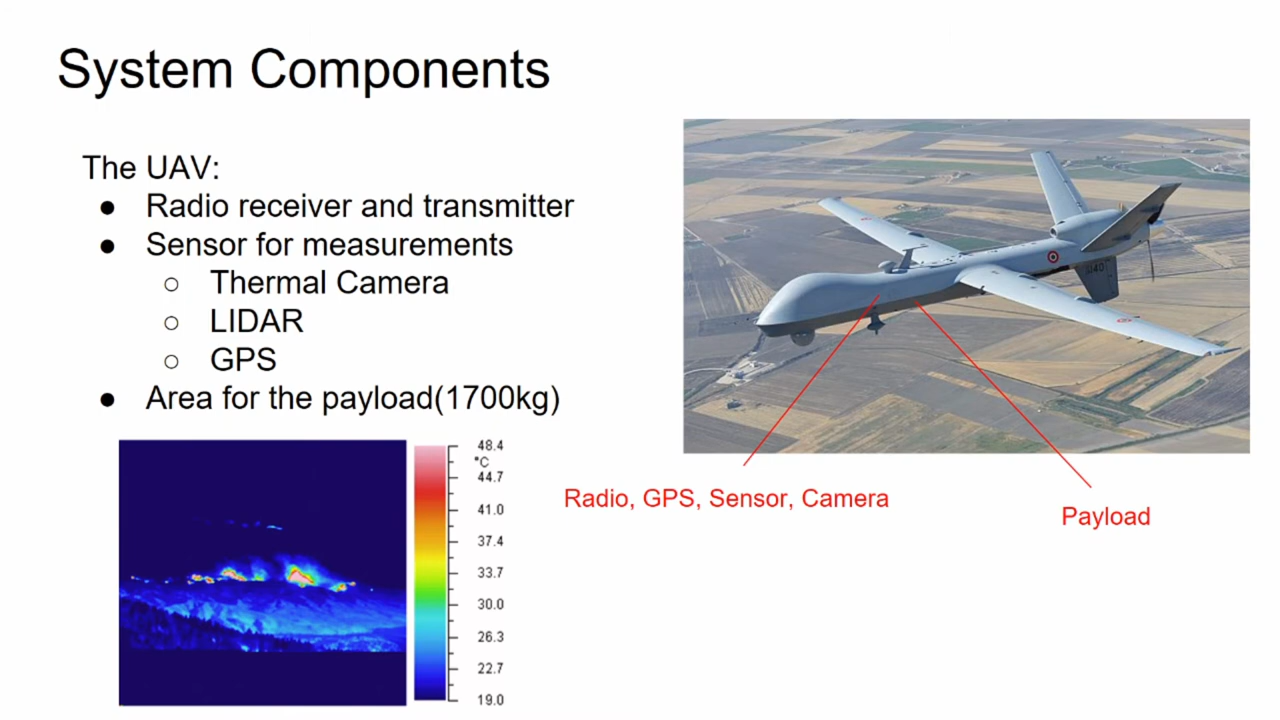 System Components
The UAV:
● Radio receiver and transmitter
● Sensor for measurements
○ Thermal Camera
○ LIDAR
○ GPS
● Area for the payload(1700kg)
Radio, GPS, Sensor, Camera
Payload
48.4
°C
44.7
41.0
37.4
33.7
30.0
26.3
22.7
19.0